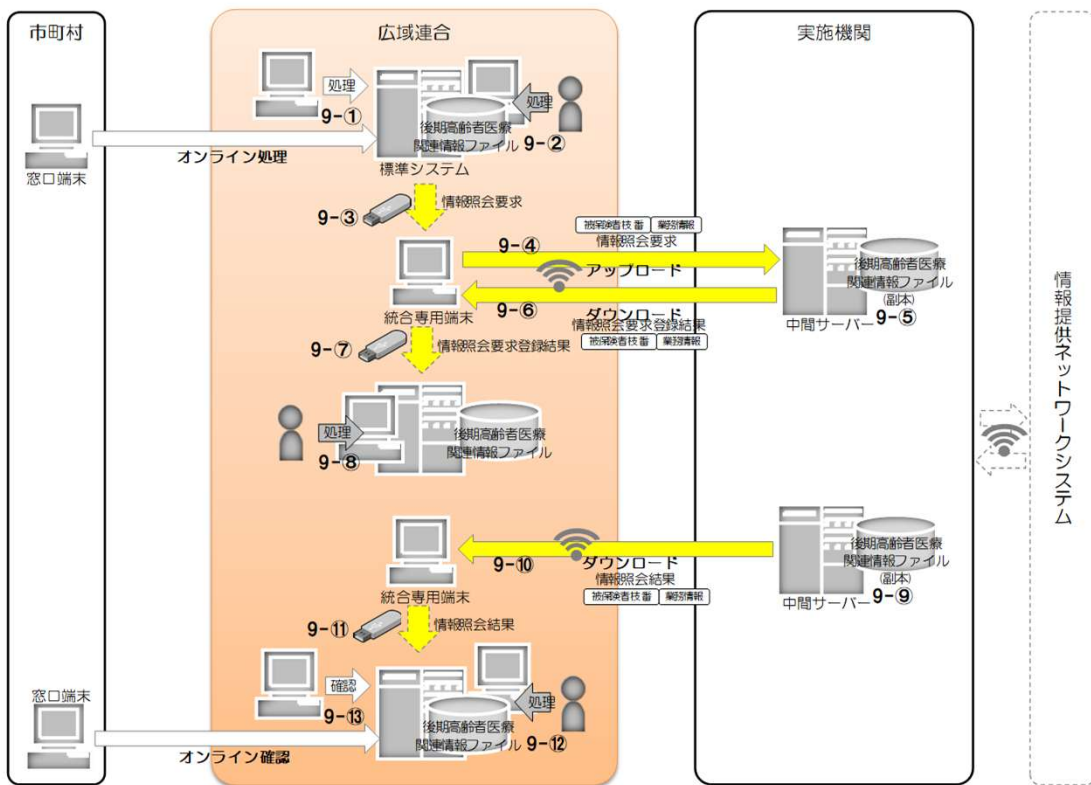 市町村
広域連合
実施機関
処理
9-①
処理
後期高齢者医療
関連情報ファイル
9-②
オンライン処理
標準システム
窓口端末
情報照会要求
9-③
被保険者枝番
業務情報
9-④
情報照会要求
アップロード
後期高齢者医療
関連情報ファイル
(副本)
9-⑤
中間サーバー
9-⑥
ダウンロード
統合専用端末
情報照会要求登録結果
被保険者枝番
業務情報
9-⑦
情報照会要求登録結果
処理
9-⑧
後期高齢者医療
関連情報ファイル
情報提供ネットワークシステム
9-⑩
ダウンロード
情報照会結果
被保険者枝番
業務情報
後期高齢者医療
関連情報ファイル
(副本)
9-⑨
中間サーバー
統合専用端末
9-⑪
情報照会結果
確認
9-⑬
処理
後期高齢者医療
関連情報ファイル
9-⑫
窓口端末
オンライン確認